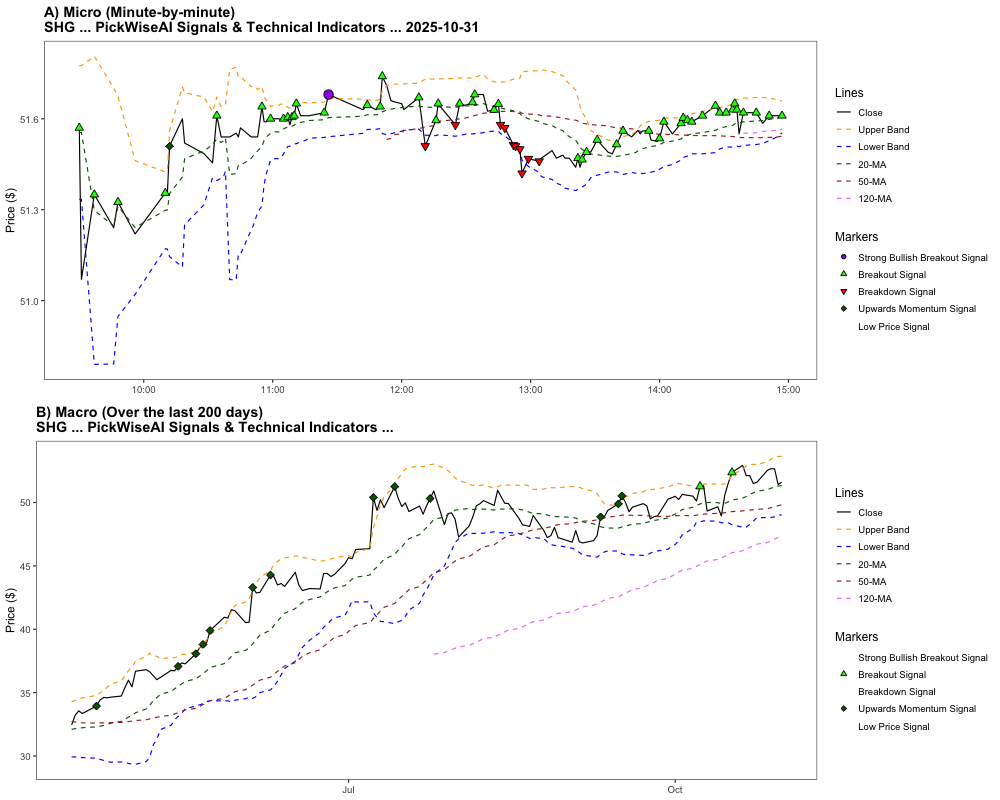 A) Micro (Minute-by-minute)
SHG ... PickWiseAI Signals & Technical Indicators ... 2025-10-31
Price ($)
51.6
51.3
51.0
10:00
11:00
12:00
13:00
14:00
15:00
Lines
Close
Upper Band
Lower Band
20-MA
50-MA
120-MA
Markers
Strong Bullish Breakout Signal
Breakout Signal
Breakdown Signal
Upwards Momentum Signal
Low Price Signal
B) Macro (Over the last 200 days)
SHG ... PickWiseAI Signals & Technical Indicators ...
Price ($)
50
45
40
35
30
Jul
Oct
Lines
Close
Upper Band
Lower Band
20-MA
50-MA
120-MA
Markers
Strong Bullish Breakout Signal
Breakout Signal
Breakdown Signal
Upwards Momentum Signal
Low Price Signal